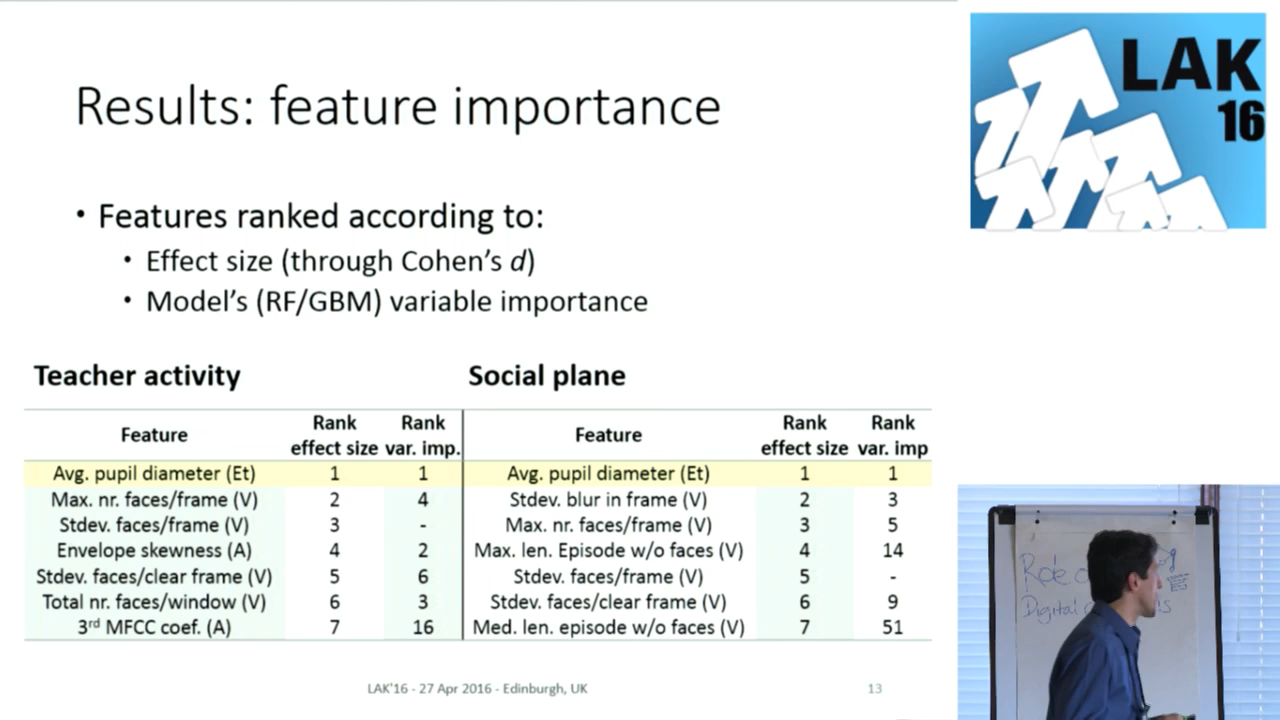 Results: feature importance
LAK
16
• Features ranked according to:
• Effect size (through Cohen's d)
• Model's (RF/GBM) variable importance
Teacher activity
Feature Rank effect size Rank var. imp.
Avg. pupil diameter (Et) 1 1
Max. nr. faces/frame (V) 2 4
Stdev. faces/frame (V) 3 -
Envelope skewness (A) 4 2
Stdev. faces/clear frame (V) 5 6
Total nr. faces/window (V) 6 3
3rd MFCC coef. (A) 7 16
Social plane
Feature Rank effect size Rank var. imp
Avg. pupil diameter (Et) 1 1
Stdev. blur in frame (V) 2 3
Max. nr. faces/frame (V) 3 5
Max. len. Episode w/o faces (V) 4 14
Stdev. faces/frame (V) 5 -
Stdev. faces/clear frame (V) 6 9
Med. len. episode w/o faces (V) 7 51
LAK'16 - 27 Apr 2016 - Edinburgh, UK
13
Role
Digital